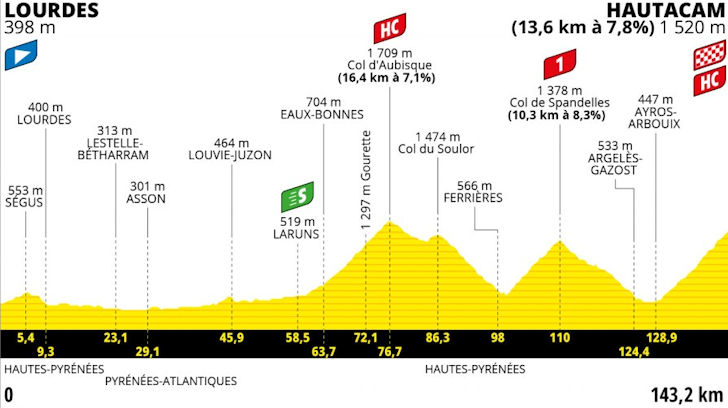 LOURDES
398 m
HAUTACAM
(13,6 km à 7,8%) 1 520 m
HC
1
HC
1 709 m
Col d'Aubisque
(16,4 km à 7,1%)
1 378 m
Col de Spandelles
(10,3 km à 8,3%)
400 m
LOURDES
313 m
LESTELLE-
BÉTHARRAM
464 m
LOUVIE-JUZON
704 m
EAUX-BONNES
1 297 m Gourette
1 474 m
Col du Soulor
447 m
AYROS-
ARBOUIX
533 m
ARGELÈS-
GAZOST
553 m
SÉGUS
301 m
ASSON
S
519 m
LARUNS
566 m
FERRIÈRES
5,4
23,1
45,9
58,5
72,1
86,3
98
110
128,9
9,3
29,1
63,7
76,7
124,4
HAUTES-PYRÉNÉES
PYRÉNÉES-ATLANTIQUES
HAUTES-PYRÉNÉES
0
143,2 km